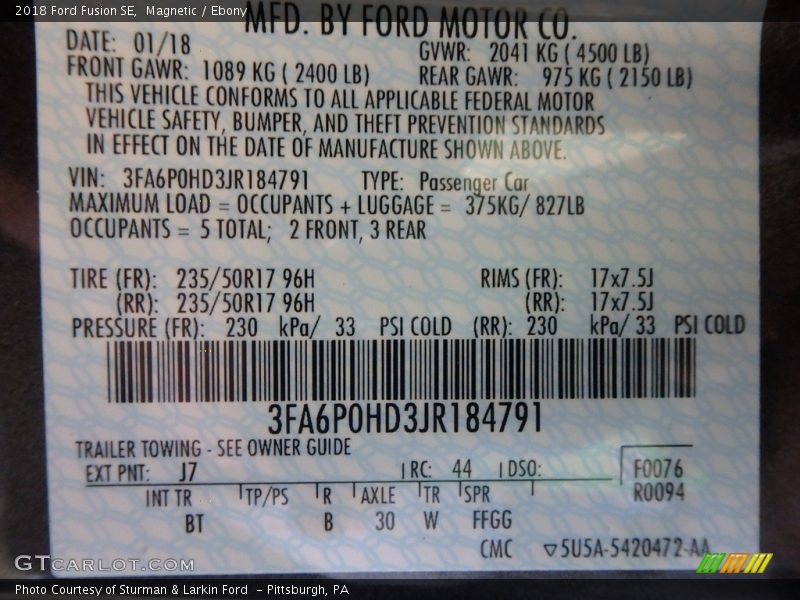 2018 Ford Fusion SE, Magnetic / Ebony
MFD. BY FORD MOTOR CO.
DATE: 01/18
GVWR: 2041 KG ( 4500 LB)
FRONT GAWR: 1089 KG ( 2400 LB)
REAR GAWR: 975 KG ( 2150 LB)
THIS VEHICLE CONFORMS TO ALL APPLICABLE FEDERAL MOTOR
VEHICLE SAFETY, BUMPER, AND THEFT PREVENTION STANDARDS
IN EFFECT ON THE DATE OF MANUFACTURE SHOWN ABOVE.
VIN: 3FA6P0HD3JR184791 TYPE: Passenger Car
MAXIMUM LOAD = OCCUPANTS + LUGGAGE = 375KG/ 827LB
OCCUPANTS = 5 TOTAL; 2 FRONT, 3 REAR
TIRE (FR): 235/50R17 96H RIMS (FR): 17x7.5J
(RR): 235/50R17 96H (RR): 17x7.5J
PRESSURE (FR): 230 kPa/ 33 PSI COLD (RR): 230 kPa/ 33 PSI COLD
3FA6P0HD3JR184791
TRAILER TOWING - SEE OWNER GUIDE
EXT PNT: J7 RC: 44 DSO: F0076
R0094
INT TR TP/PS R AXLE TR SPR
BT B 30 W FFGG
CMC ▽5U5A-5420472-AA
GTCARLOT.COM
Photo Courtesy of Sturman & Larkin Ford - Pittsburgh, PA